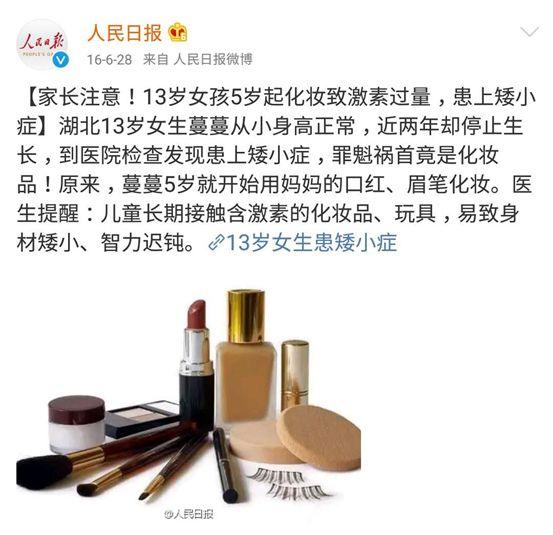 人民日报
PEOPLE'S D
人民日报
16-6-28 来自 人民日报微博
【家长注意！13岁女孩5岁起化妆致激素过量，患上矮小
症】湖北13岁女生蔓蔓从小身高正常，近两年却停止生
长，到医院检查发现患上矮小症，罪魁祸首竟是化妆
品！原来，蔓蔓5岁就开始用妈妈的口红、眉笔化妆。医
生提醒：儿童长期接触含激素的化妆品、玩具，易致身
材矮小、智力迟钝。13岁女生患矮小症
@人民日报